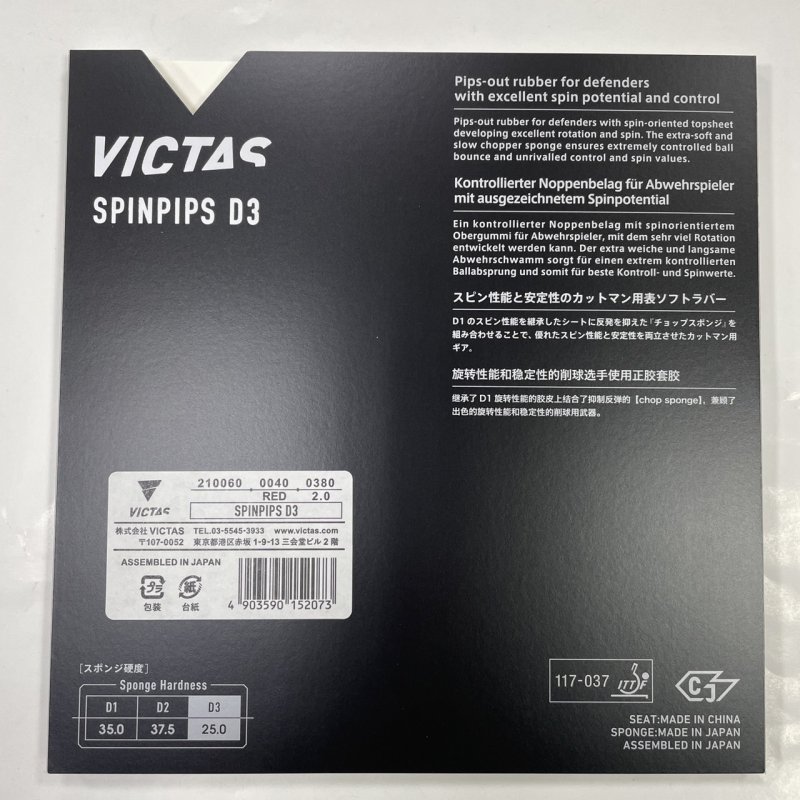 VICTAS
SPINPIPS D3
Pips-out rubber for defenders
with excellent spin potential and control
Pips-out rubber for defenders with spin-oriented topsheet
developing excellent rotation and spin. The extra-soft and
slow chopper sponge ensures extremely controlled ball
bounce and unrivalled control and spin values.
Kontrollierter Noppenbelag für Abwehrspieler
mit ausgezeichnetem Spinpotential
Ein kontrollierter Noppenbelag mit spinorientiertem
Obergummi für Abwehrspieler, mit dem sehr viel Rotation
entwickelt werden kann. Der extra weiche und langsame
Abwehrschwamm sorgt für einen extrem kontrollierten
Ballabsprung und somit für beste Kontroll- und Spinwerte.
スピン性能と安定性のカットマン用表ソフトラバー
D1のスピン性能を継承したシートに反発を抑えた『チョップスポンジ』を
組み合わせることで、優れたスピン性能と安定性を両立させたカットマン用
ギア。
旋转性能和稳定性的削球选手使用正胶套胶
继承了D1旋转性能的胶皮上结合了抑制反弹的【chop sponge】，兼顾了
出色的旋转性能和稳定性的削球用武器。
210060 0040 0380
RED 2.0
VICTAS SPINPIPS D3
株式会社 VICTAS TEL.03-5545-3933 www.victas.com
〒107-0052 東京都港区赤坂 1-9-13 三会堂ビル2階
ASSEMBLED IN JAPAN
プラ 紙
包装 台紙
4 903590 152073
[スポンジ硬度]
Sponge Hardness
D1 D2 D3
35.0 37.5 25.0
117-037 ITTF
SEAT:MADE IN CHINA
SPONGE:MADE IN JAPAN
ASSEMBLED IN JAPAN